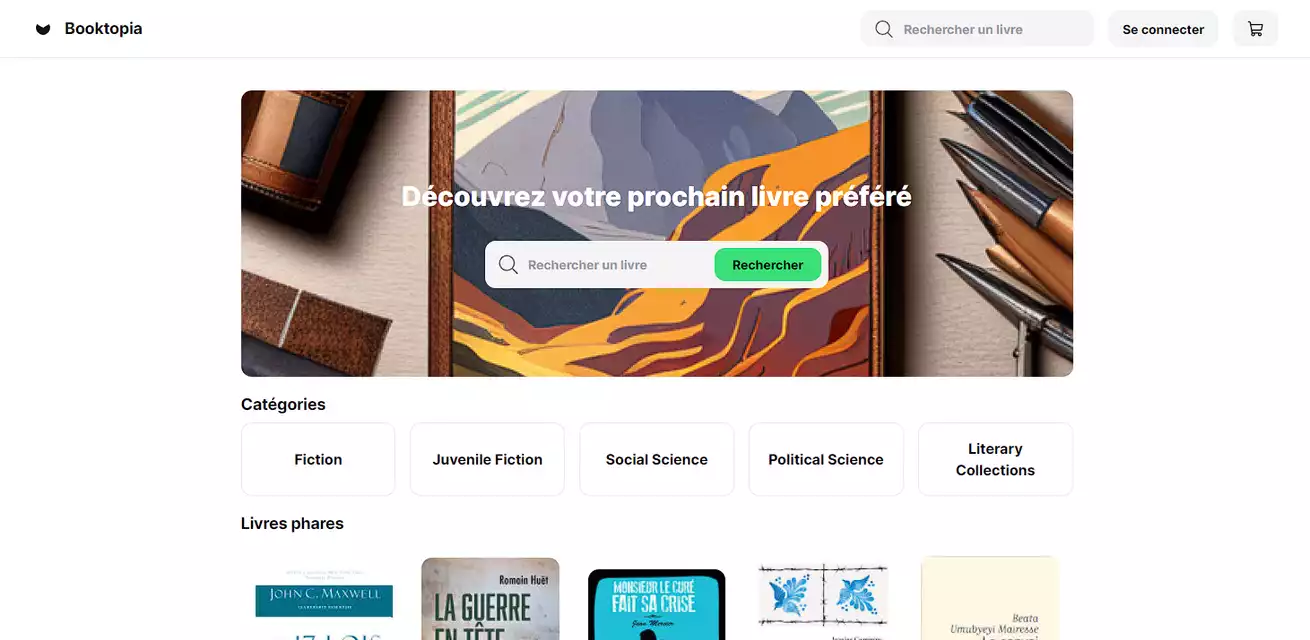 Booktopia
Rechercher un livre
Se connecter
Découvrez votre prochain livre préféré
Rechercher un livre
Rechercher
Catégories
Fiction
Juvenile Fiction
Social Science
Political Science
Literary
Collections
Livres phares
JOHN C. MAXWELL
Romain Huët
LA GUERRE
EN TÊTE
MONSIEUR LE CURÉ
FAIT SA CRISE
Jean Mercier
Beata
Umubyeyi Mairesse